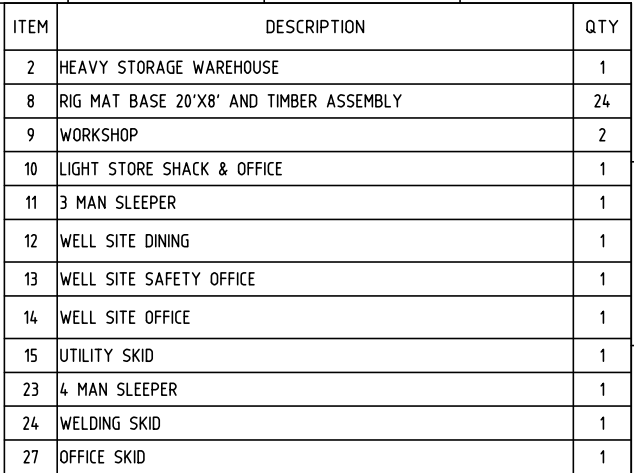 ITEM DESCRIPTION QTY
2 HEAVY STORAGE WAREHOUSE 1
8 RIG MAT BASE 20'X8' AND TIMBER ASSEMBLY 24
9 WORKSHOP 2
10 LIGHT STORE SHACK & OFFICE 1
11 3 MAN SLEEPER 1
12 WELL SITE DINING 1
13 WELL SITE SAFETY OFFICE 1
14 WELL SITE OFFICE 1
15 UTILITY SKID 1
23 4 MAN SLEEPER 1
24 WELDING SKID 1
27 OFFICE SKID 1